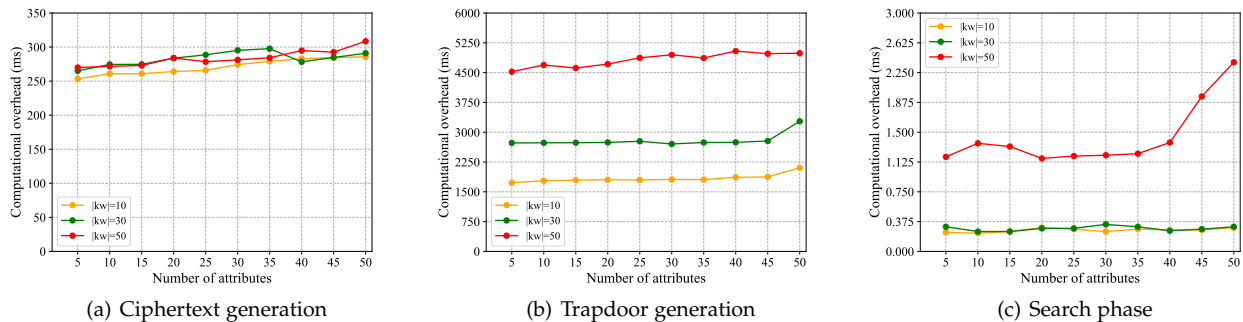 350
300
250
200
150
100
50
0
Computational overhead (ms)
|kw|=10
|kw|=30
|kw|=50
5 10 15 20 25 30 35 40 45 50
Number of attributes
(a) Ciphertext generation
6000
5250
4500
3750
3000
2250
1500
750
0
Computational overhead (ms)
|kw|=10
|kw|=30
|kw|=50
5 10 15 20 25 30 35 40 45 50
Number of attributes
(b) Trapdoor generation
3.000
2.625
2.250
1.875
1.500
1.125
0.750
0.375
0.000
Computational overhead (ms)
|kw|=10
|kw|=30
|kw|=50
5 10 15 20 25 30 35 40 45 50
Number of attributes
(c) Search phase